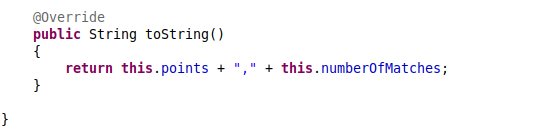 @Override
public String toString()
{
return this.points + "," + this.numberOfMatches;
}
}